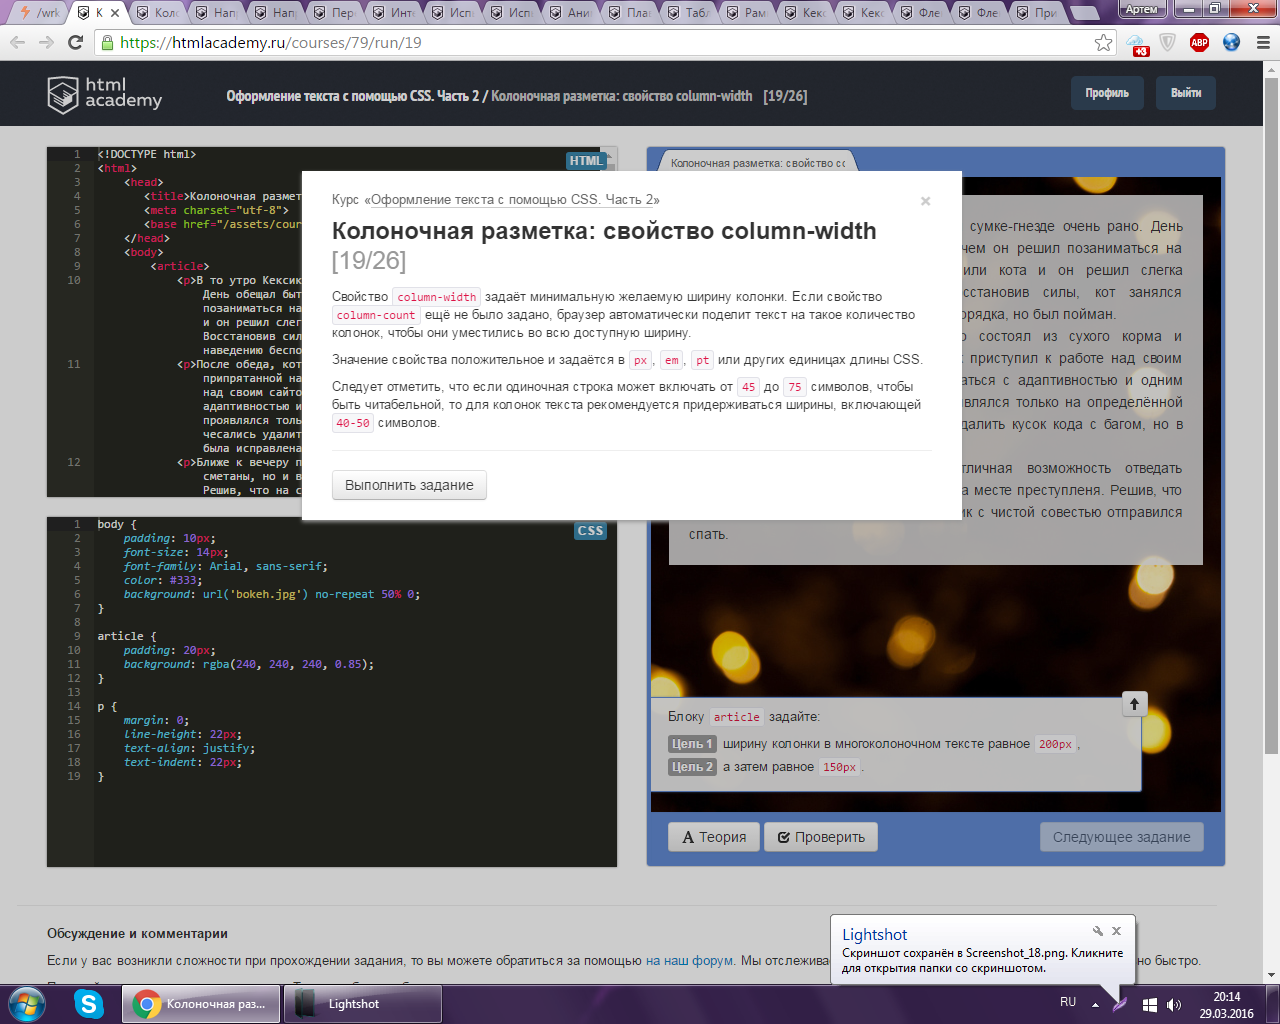 /wrk
К
Коло
Напр
Напр
Пере
Инте
Испо
Испо
Ани
Плав
Табл
Рамк
Кекс
Кекс
Фле
Фле
При
Артем
https://htmlacademy.ru/courses/79/run/19
+3
ABP
html academy
Оформление текста с помощью CSS. Часть 2 / Колоночная разметка: свойство column-width [19/26]
Профиль
Выйти
HTML
1 <!DOCTYPE html>
2 <html>
3 <head>
4 <title>Колоночная размет
5 <meta charset="utf-8">
6 <base href="/assets/cour
7 </head>
8 <body>
9 <article>
10 <p>В то утро Кексик
День обещал быт
позаниматься на
и он решил слег
Восстановив сил
наведению беспо
11 <p>После обеда, кот
припрятанной на
над своим сайто
адаптивностью и
проявлялся толь
чесались удалит
была исправлена
12 <p>Ближе к вечеру п
сметаны, но и в
Решив, что на с
CSS
1 body {
2 padding: 10px;
3 font-size: 14px;
4 font-family: Arial, sans-serif;
5 color: #333;
6 background: url('bokeh.jpg') no-repeat 50% 0;
7 }
8
9 article {
10 padding: 20px;
11 background: rgba(240, 240, 240, 0.85);
12 }
13
14 p {
15 margin: 0;
16 line-height: 22px;
17 text-align: justify;
18 text-indent: 22px;
19 }
Курс «Оформление текста с помощью CSS. Часть 2»
×
Колоночная разметка: свойство column-width
[19/26]
Свойство column-width задаёт минимальную желаемую ширину колонки. Если свойство
column-count ещё не было задано, браузер автоматически поделит текст на такое количество
колонок, чтобы они уместились во всю доступную ширину.
Значение свойства положительное и задаётся в px, em, pt или других единицах длины CSS.
Следует отметить, что если одиночная строка может включать от 45 до 75 символов, чтобы
быть читабельной, то для колонок текста рекомендуется придерживаться ширины, включающей
40-50 символов.
Выполнить задание
Колоночная разметка: свойство сс
сумке-гнезде очень рано. День
чем он решил позаниматься на
или кота и он решил слегка
сстановив силы, кот занялся
орядка, но был пойман.
о состоял из сухого корма и
к приступил к работе над своим
аться с адаптивностью и одним
влялся только на определённой
далить кусок кода с багом, но в
тличная возможность отведать
а месте преступленя. Решив, что
ик с чистой совестью отправился
спать.
Блоку article задайте:
Цель 1 ширину колонки в многоколоночном тексте равное 200px,
Цель 2 а затем равное 150px.
Теория
Проверить
Следующее задание
Обсуждение и комментарии
Если у вас возникли сложности при прохождении задания, то вы можете обратиться за помощью на наш форум. Мы отслежива
но быстро.
Lightshot
Скриншот сохранён в Screenshot_18.png. Кликните
для открытия папки со скриншотом.
Колоночная раз...
Lightshot
RU
20:14
29.03.2016